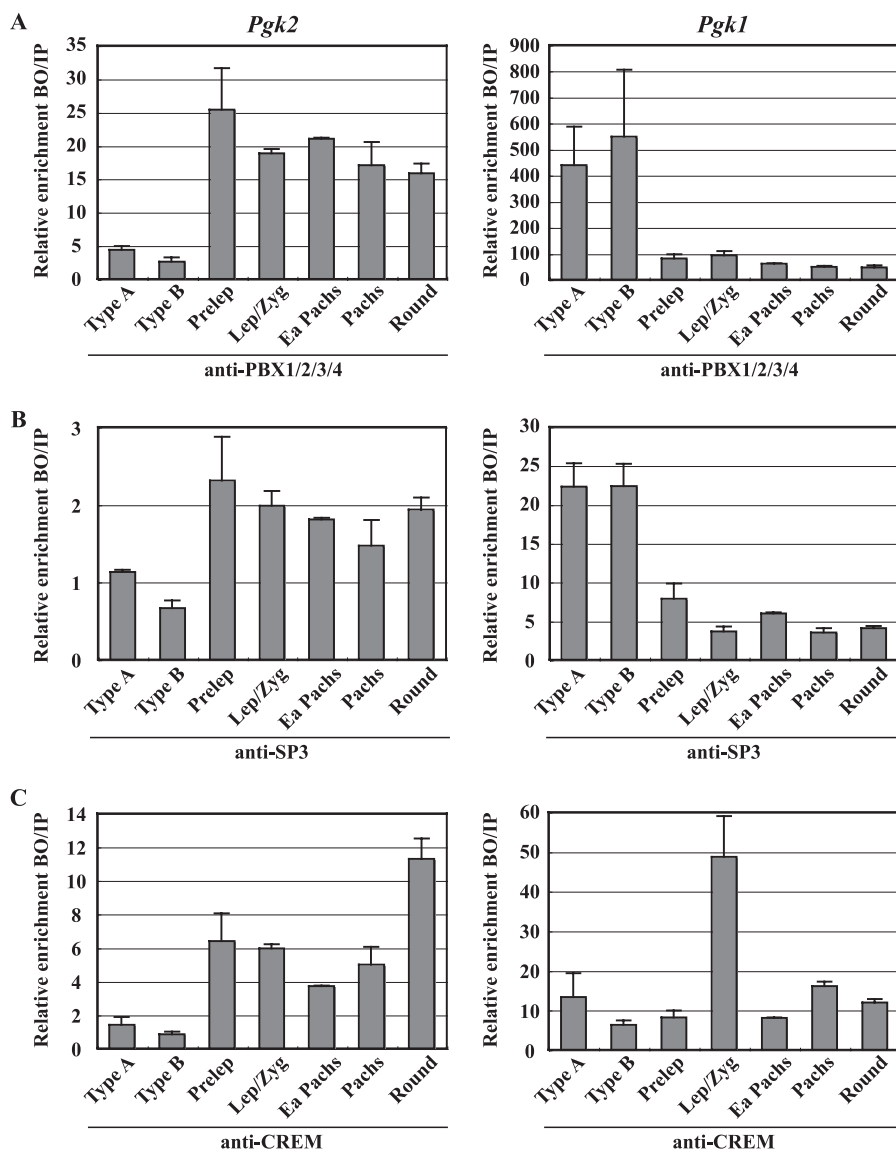 A
Pgk2
Pgk1
Relative enrichment BO/IP
35
30
25
20
15
10
5
0
Type A
Type B
Prelep
Lep/Zyg
Ea Pachs
Pachs
Round
anti-PBX1/2/3/4
Relative enrichment BO/IP
900
800
700
600
500
400
300
200
100
0
Type A
Type B
Prelep
Lep/Zyg
Ea Pachs
Pachs
Round
anti-PBX1/2/3/4
B
Relative enrichment BO/IP
3
2
1
0
Type A
Type B
Prelep
Lep/Zyg
Ea Pachs
Pachs
Round
anti-SP3
Relative enrichment BO/IP
30
25
20
15
10
5
0
Type A
Type B
Prelep
Lep/Zyg
Ea Pachs
Pachs
Round
anti-SP3
C
Relative enrichment BO/IP
14
12
10
8
6
4
2
0
Type A
Type B
Prelep
Lep/Zyg
Ea Pachs
Pachs
Round
anti-CREM
Relative enrichment BO/IP
60
50
40
30
20
10
0
Type A
Type B
Prelep
Lep/Zyg
Ea Pachs
Pachs
Round
anti-CREM